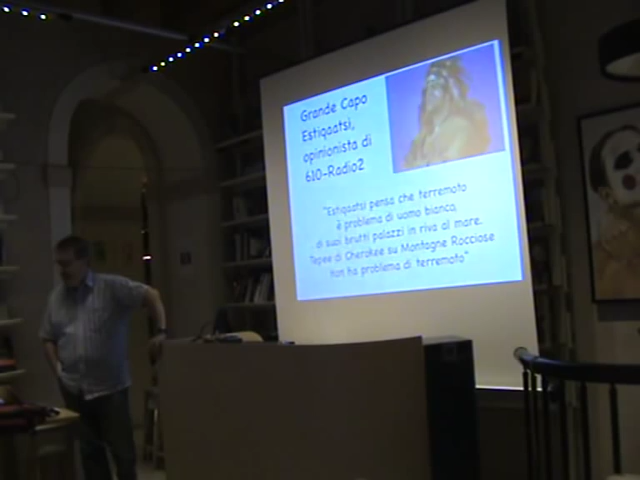 Grande Capo
Estiqaatsi,
opinionista di
610-Radio2
"Estiqaatsi pensa che terremoto
è problema di uomo bianco,
di suoi brutti palazzi in riva al mare.
Tepee di Cherokee su Montagne Rocciose
non ha problema di terremoto"